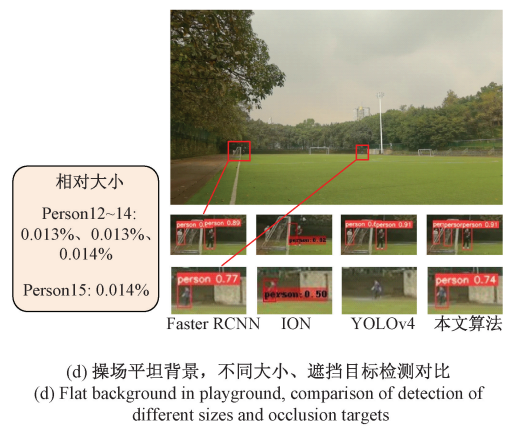 相对大小
Person12~14:
0.013%、0.013%、
0.014%
Person15: 0.014%
person 0.89
person 0.91
person 0.91
person 0.77
person:0.50
person 0.74
Faster RCNN ION YOLOv4 本文算法
(d) 操场平坦背景，不同大小、遮挡目标检测对比
(d) Flat background in playground, comparison of detection of
different sizes and occlusion targets